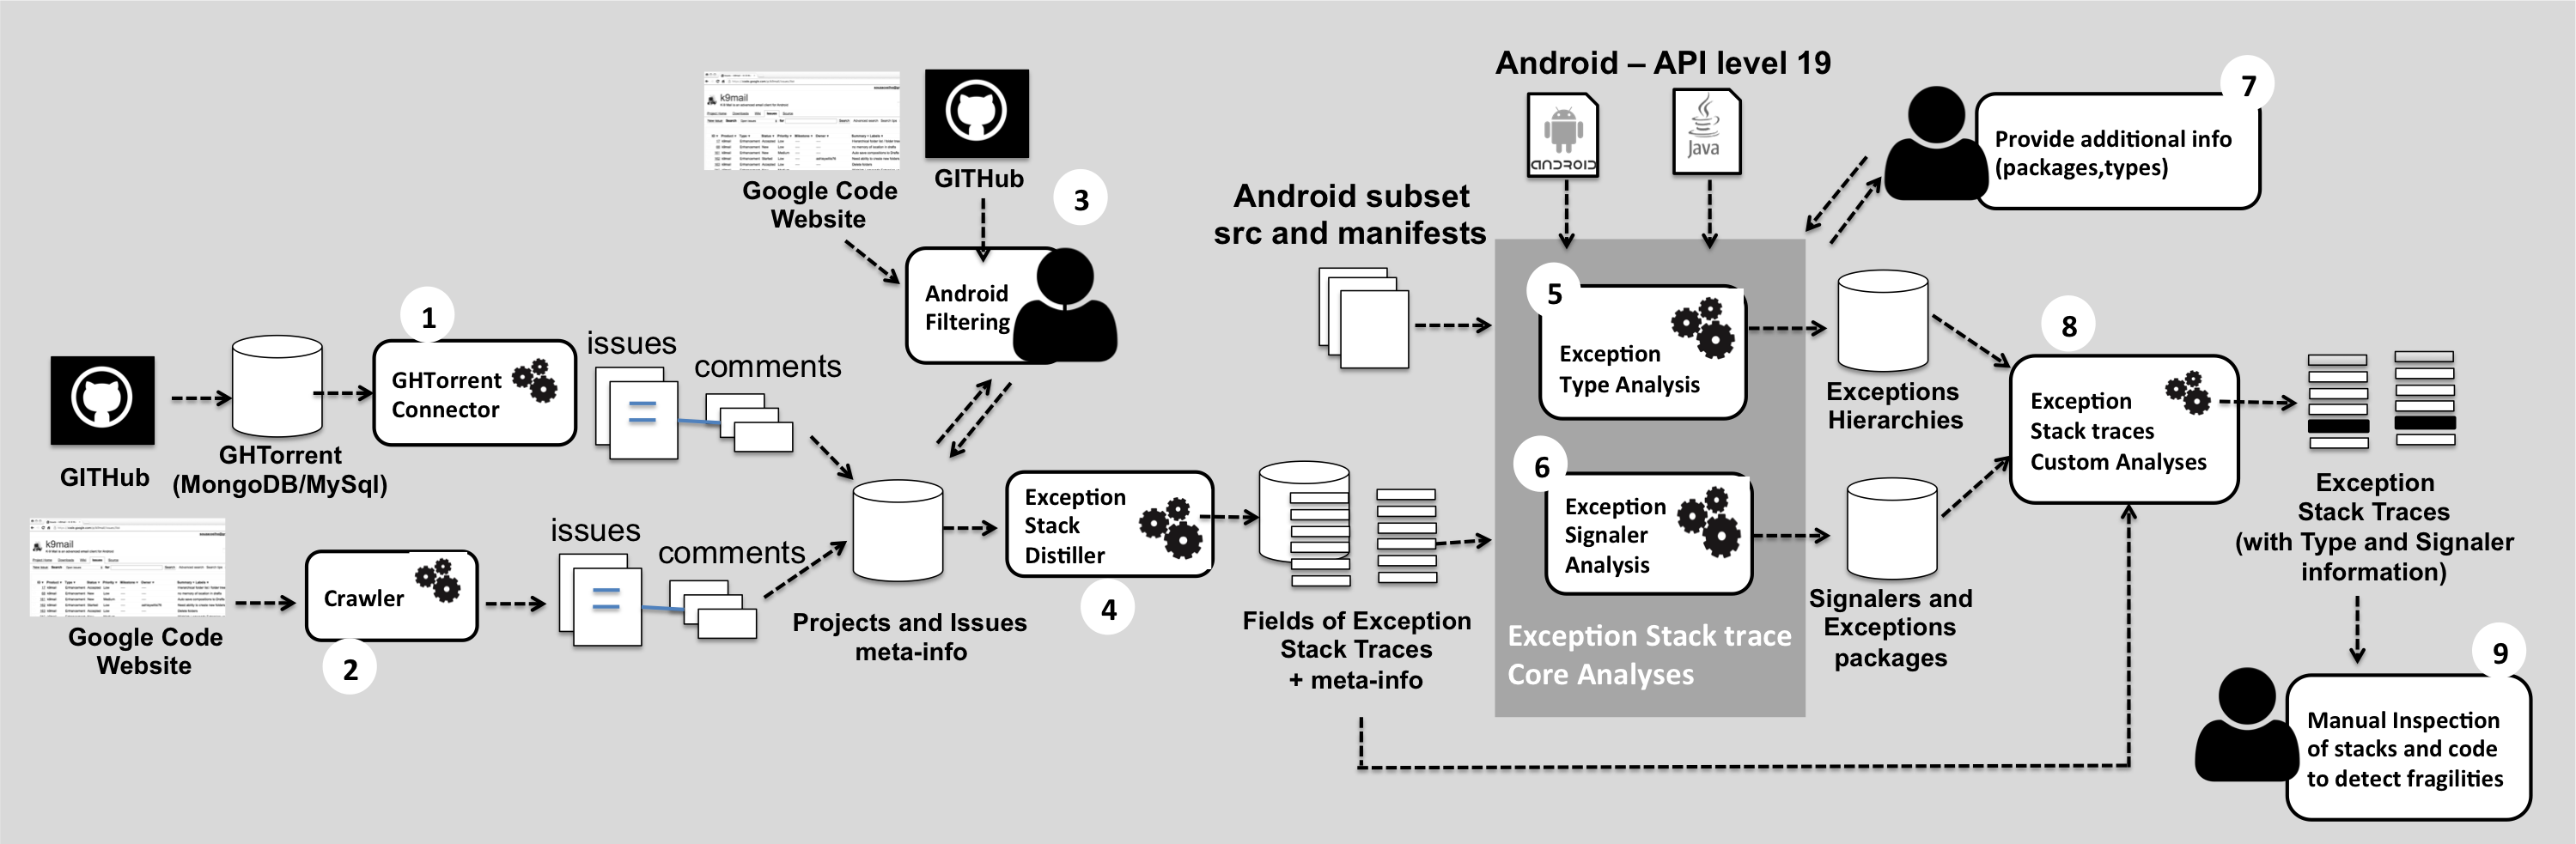 GITHub
GHTorrent
(MongoDB/MySql)
1
GHTorrent
Connector
issues
comments
k9mail
Google Code
Website
2
Crawler
issues
comments
k9mail
Google Code
Website
GITHub
3
Android
Filtering
Projects and Issues
meta-info
4
Exception
Stack
Distiller
Fields of Exception
Stack Traces
+ meta-info
Android subset
src and manifests
Android – API level 19
ANDROID
Java
5
Exception
Type Analysis
6
Exception
Signaler
Analysis
Exception Stack trace
Core Analyses
7
Provide additional info
(packages,types)
Exceptions
Hierarchies
Signalers and
Exceptions
packages
8
Exception
Stack traces
Custom Analyses
Exception
Stack Traces
(with Type and Signaler
information)
9
Manual Inspection
of stacks and code
to detect fragilities